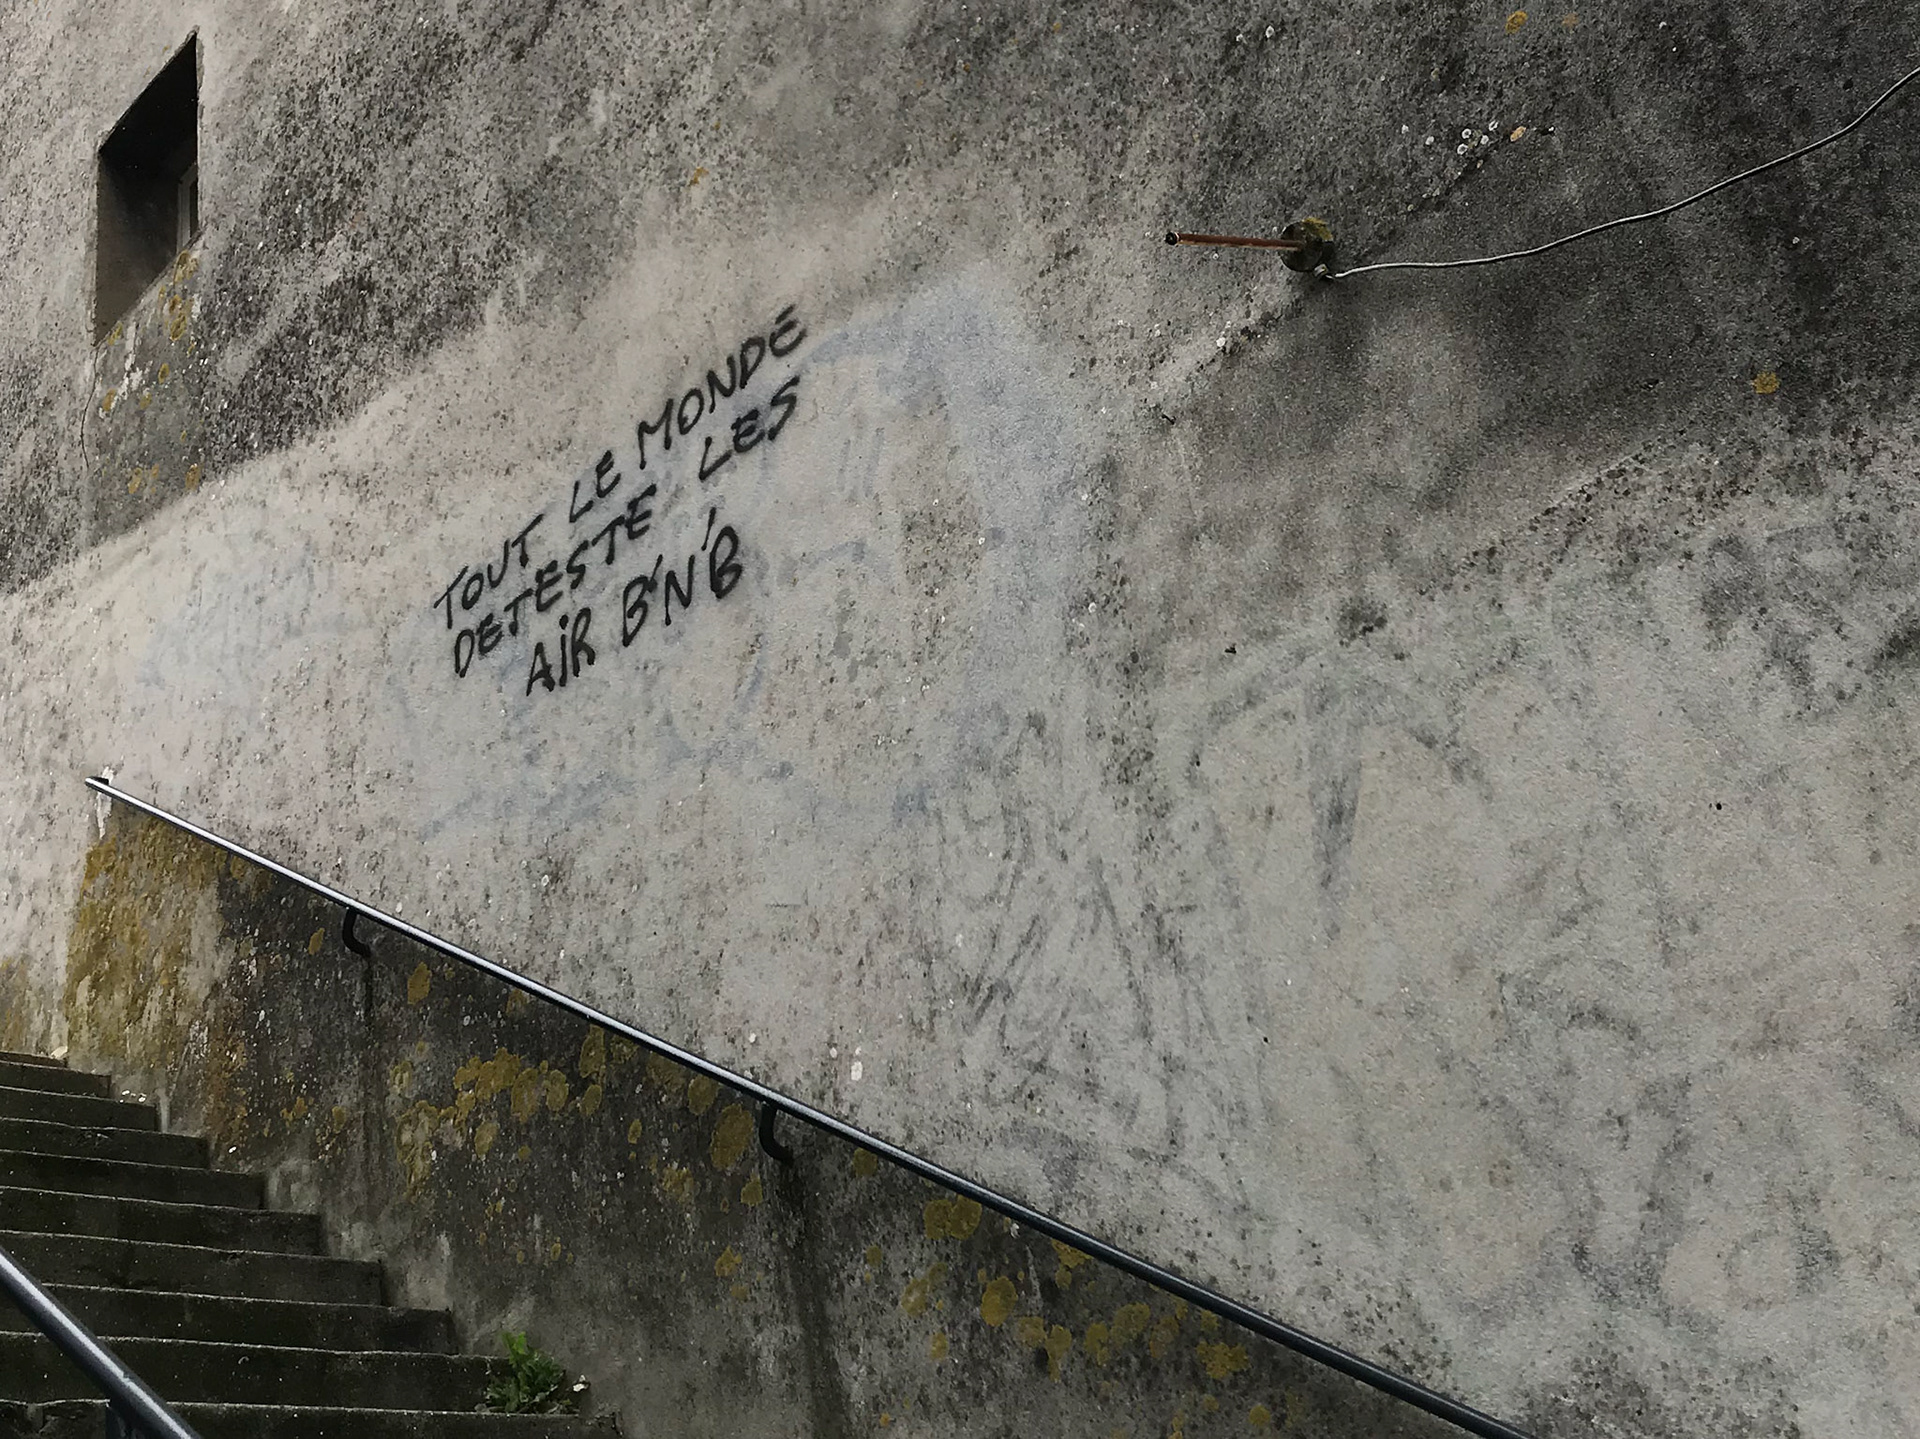 TOUT LE MONDE
DETESTE LES
AiR B'N'B